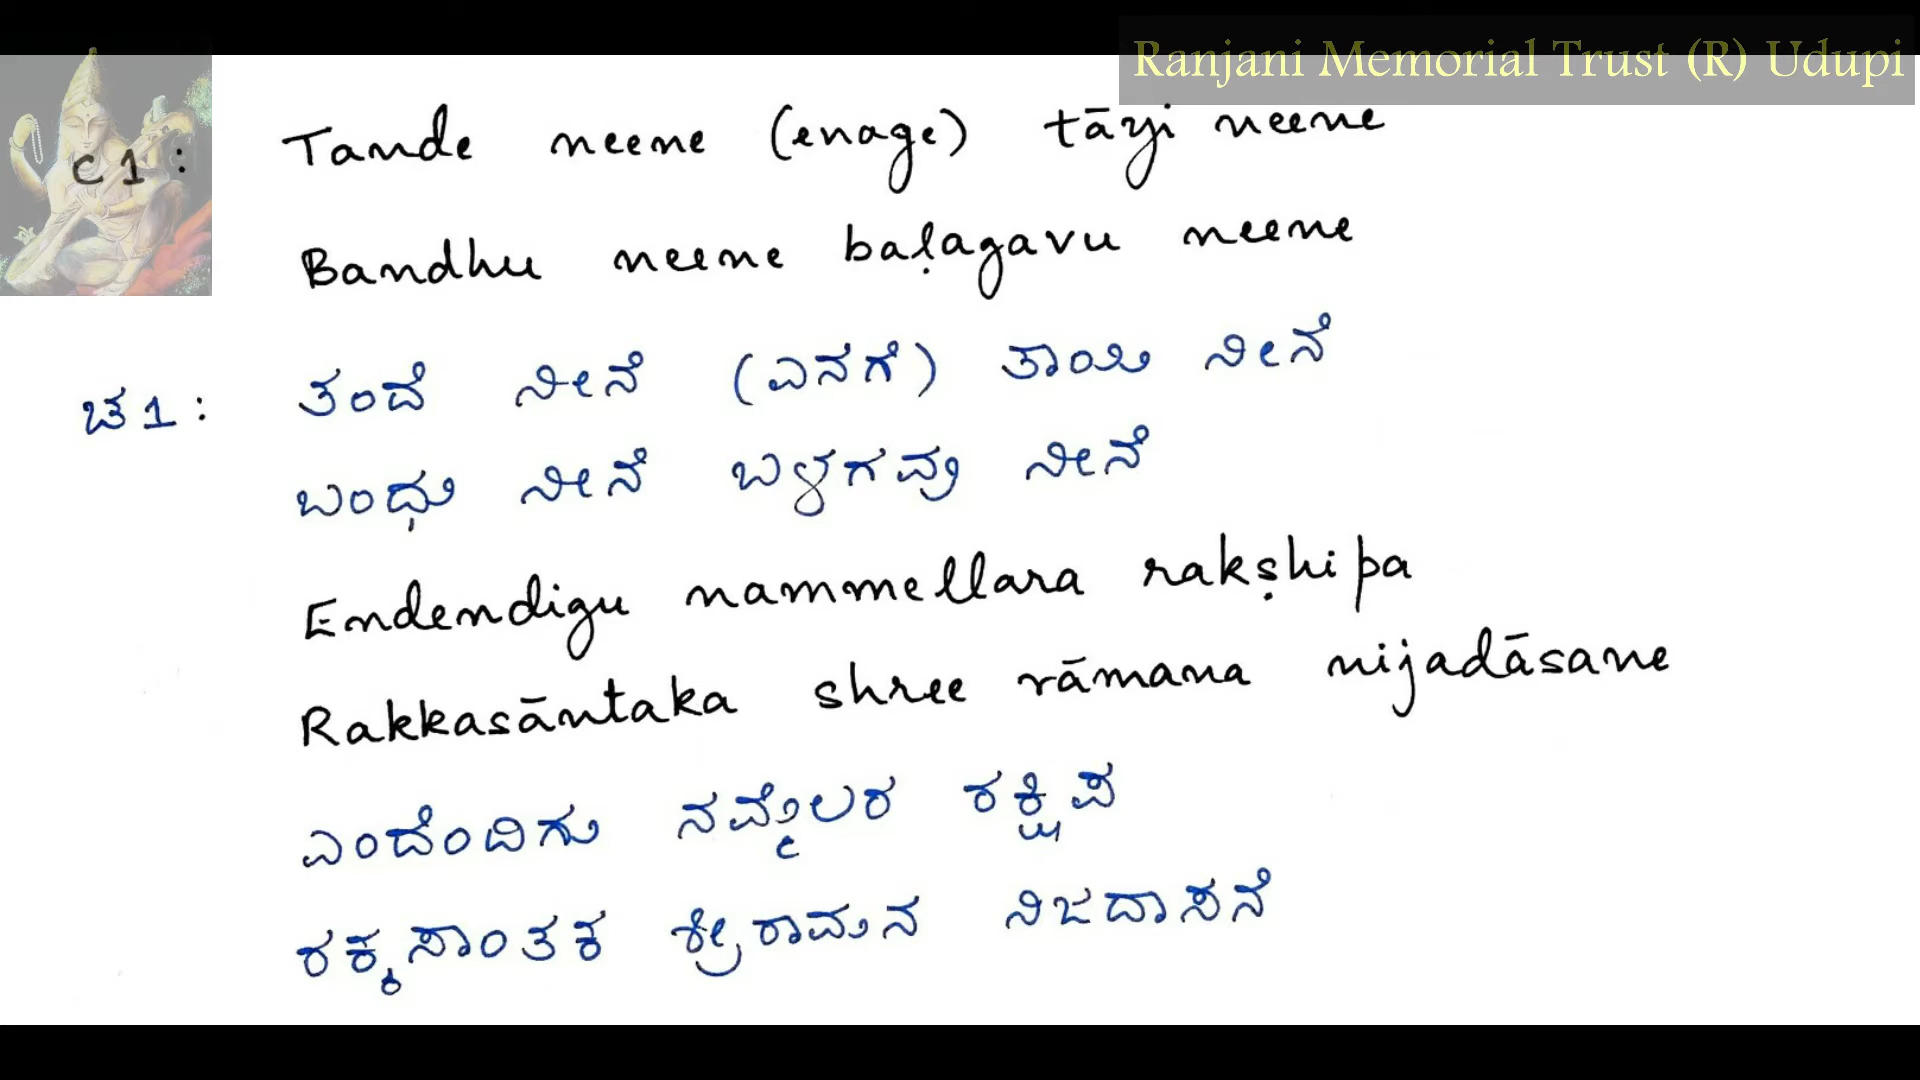 Ranjani Memorial Trust (R) Udupi
C1: Tande neene (enage) tāyi neene
Bandhu neene baḷagavu neene
ಚ1: ತಂದೆ ನೀನೆ (ಎನಗೆ) ತಾಯಿ ನೀನೆ
ಬಂಧು ನೀನೆ ಬಳಗವು ನೀನೆ
Endendigu nammellara rakṣhipa
Rakkasāntaka shree rāmana nijadāsane
ಎಂದೆಂದಿಗು ನಮ್ಮೆಲರ ರಕ್ಷಿಪ
ರಕ್ಕಸಾಂತಕ ಶ್ರೀರಾಮನ ನಿಜದಾಸನೆ